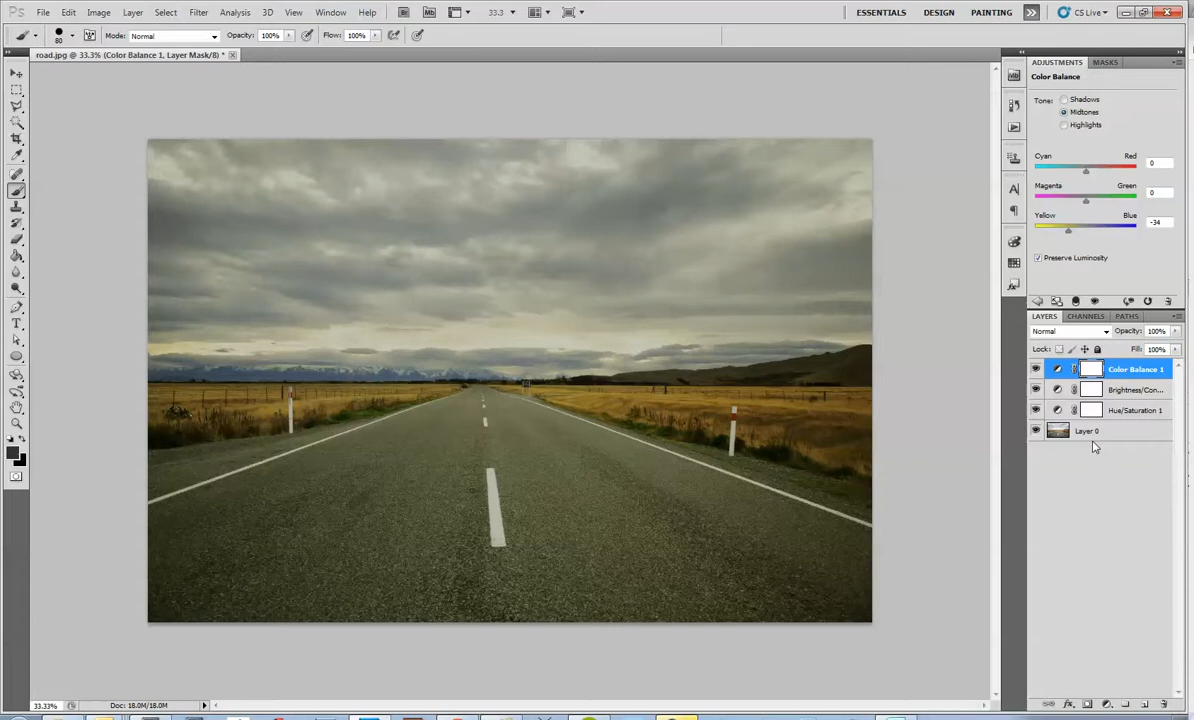 Ps File Edit Image Layer Select Filter Analysis 3D View Window Help Br Mb 33.3 ESSENTIALS DESIGN PAINTING CS Live
80 Mode: Normal Opacity: 100% Flow: 100%
road.jpg @ 33.3% (Color Balance 1, Layer Mask/8) *
ADJUSTMENTS MASKS
Mb
Color Balance
Tone: Shadows
Midtones
Highlights
Cyan Red 0
Magenta Green 0
Yellow Blue -34
Preserve Luminosity
LAYERS CHANNELS PATHS
Normal Opacity: 100%
Lock: Fill: 100%
Color Balance 1
Brightness/Con...
Hue/Saturation 1
Layer 0
33.33% Doc: 18.0M/18.0M